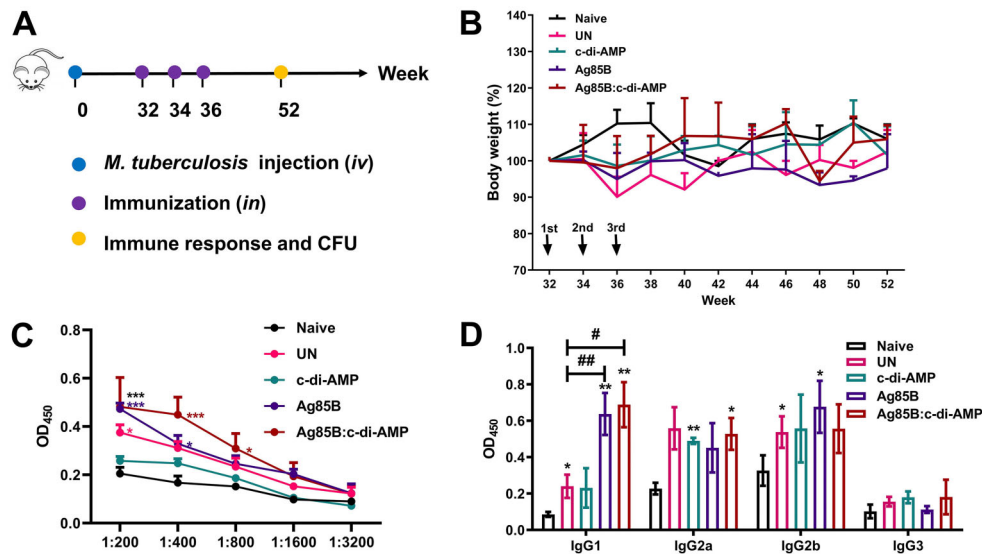 A
Week
0 32 34 36 52
M. tuberculosis injection (iv)
Immunization (in)
Immune response and CFU
B
Naive
UN
c-di-AMP
Ag85B
Ag85B:c-di-AMP
Body weight (%)
140
130
120
110
100
90
80
70
1st 2nd 3rd
32 34 36 38 40 42 44 46 48 50 52
Week
C
Naive
UN
c-di-AMP
Ag85B
Ag85B:c-di-AMP
OD450
0.8
0.6
0.4
0.2
0.0
***
***
*
***
*
*
1:200 1:400 1:800 1:1600 1:3200
D
Naive
UN
c-di-AMP
Ag85B
Ag85B:c-di-AMP
OD450
1.0
0.8
0.6
0.4
0.2
0.0
#
##
* ** **
** *
* *
IgG1 IgG2a IgG2b IgG3